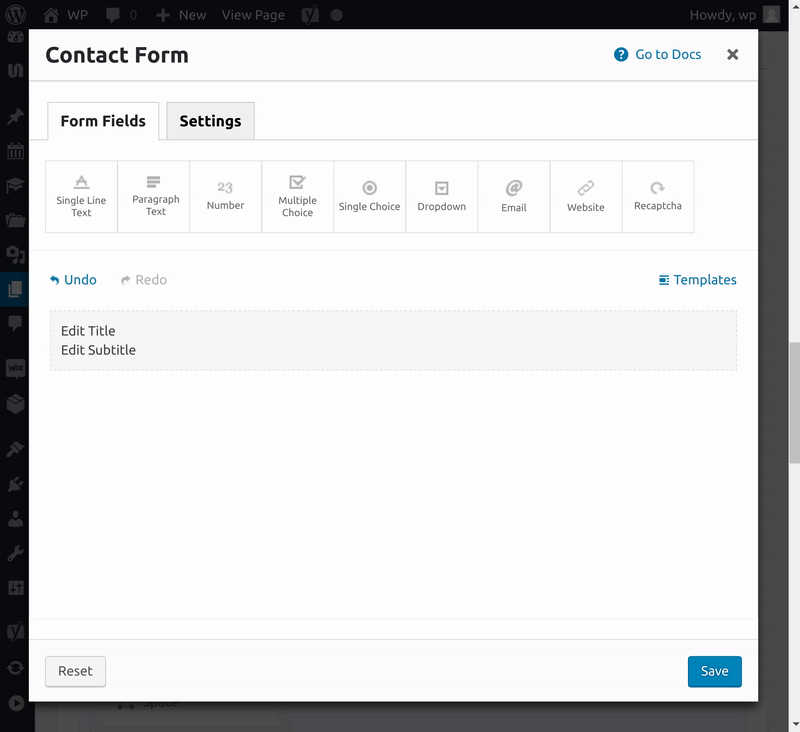 WP 0 New View Page Howdy, wp
Contact Form
Go to Docs
Form Fields Settings
Single Line
Text
Paragraph
Text
23
Number
Multiple
Choice
Single Choice
Dropdown
Email
Website
Recaptcha
Undo Redo Templates
Edit Title
Edit Subtitle
WOO
Reset Save
Space